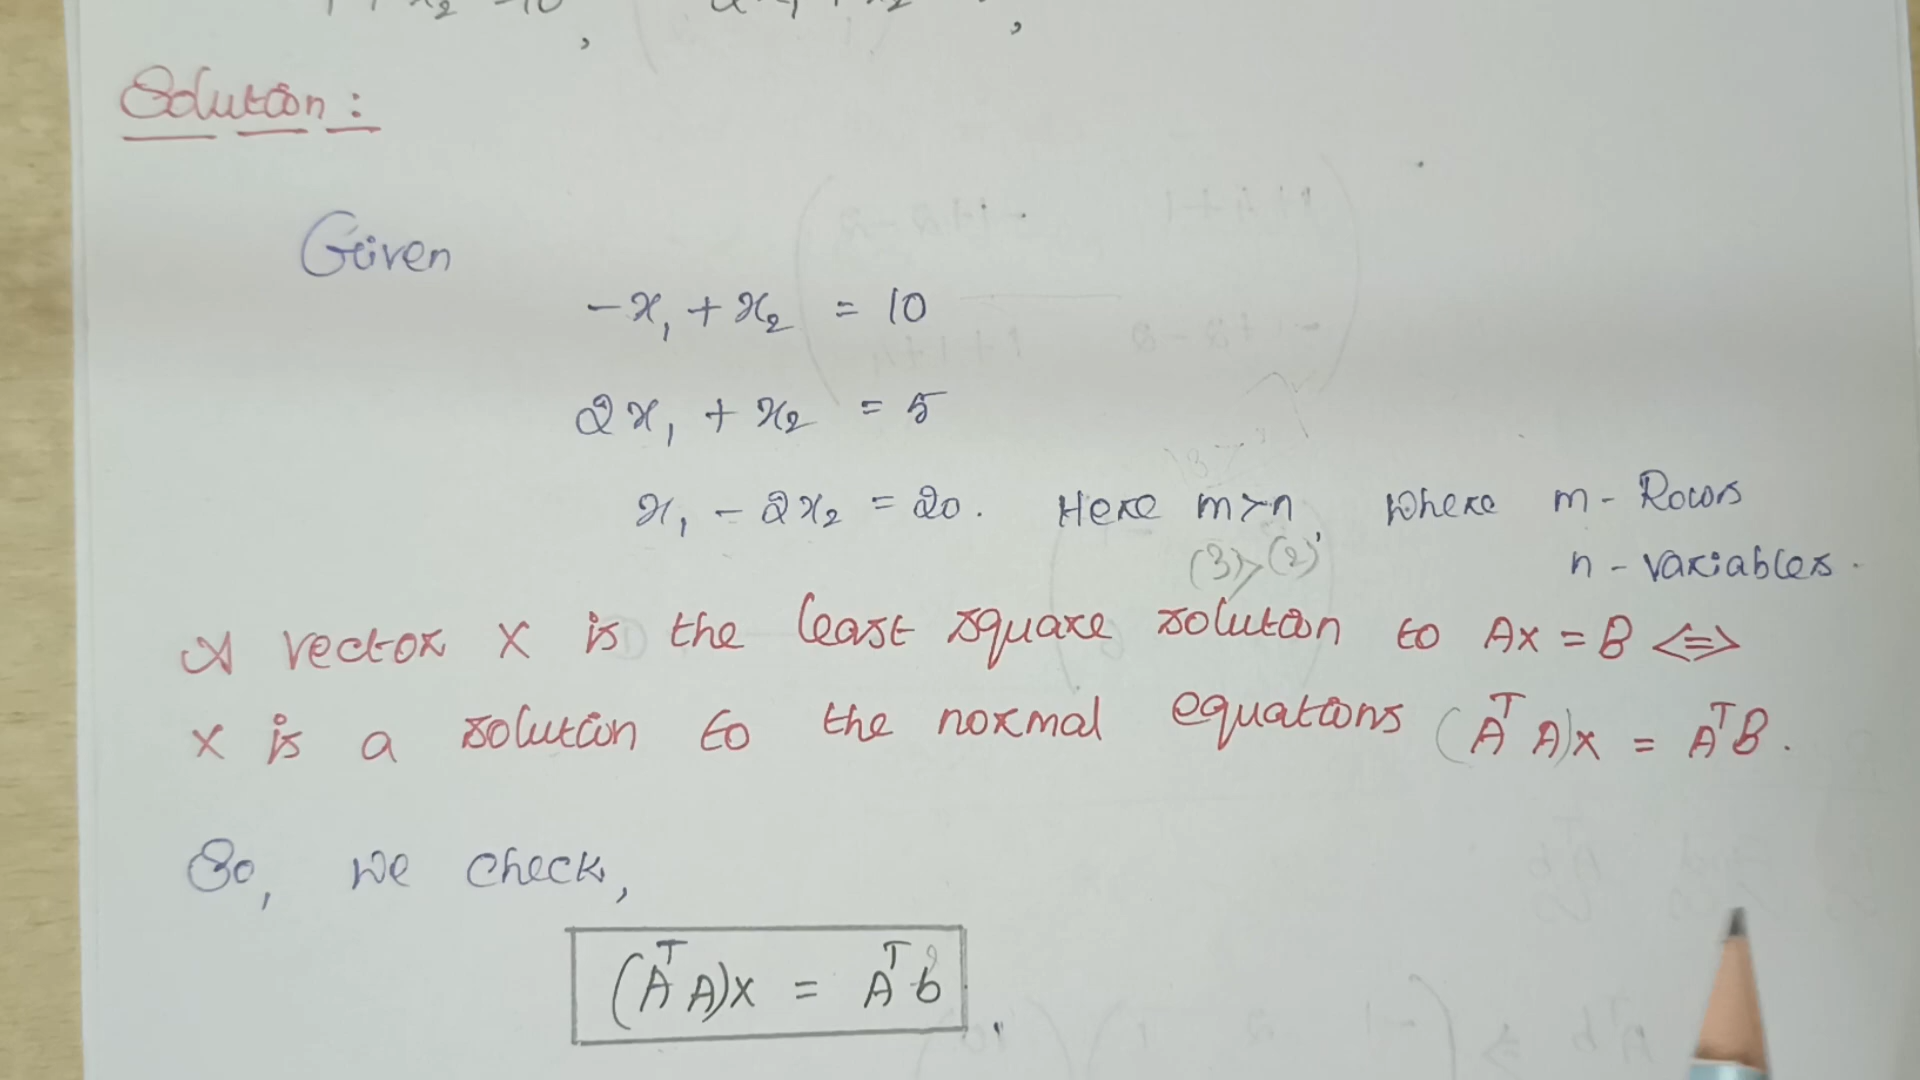 Solution :
Given
-x₁ + x₂ = 10
2x₁ + x₂ = 5
x₁ - 2x₂ = 20. Here m>n, where m - Rows
(3)>(2) n - variables.
A vector X is the least square solution to AX = B <=>
X is a solution to the normal equations (AᵀA)X = AᵀB.
So, we check,
(AᵀA)X = Aᵀb.